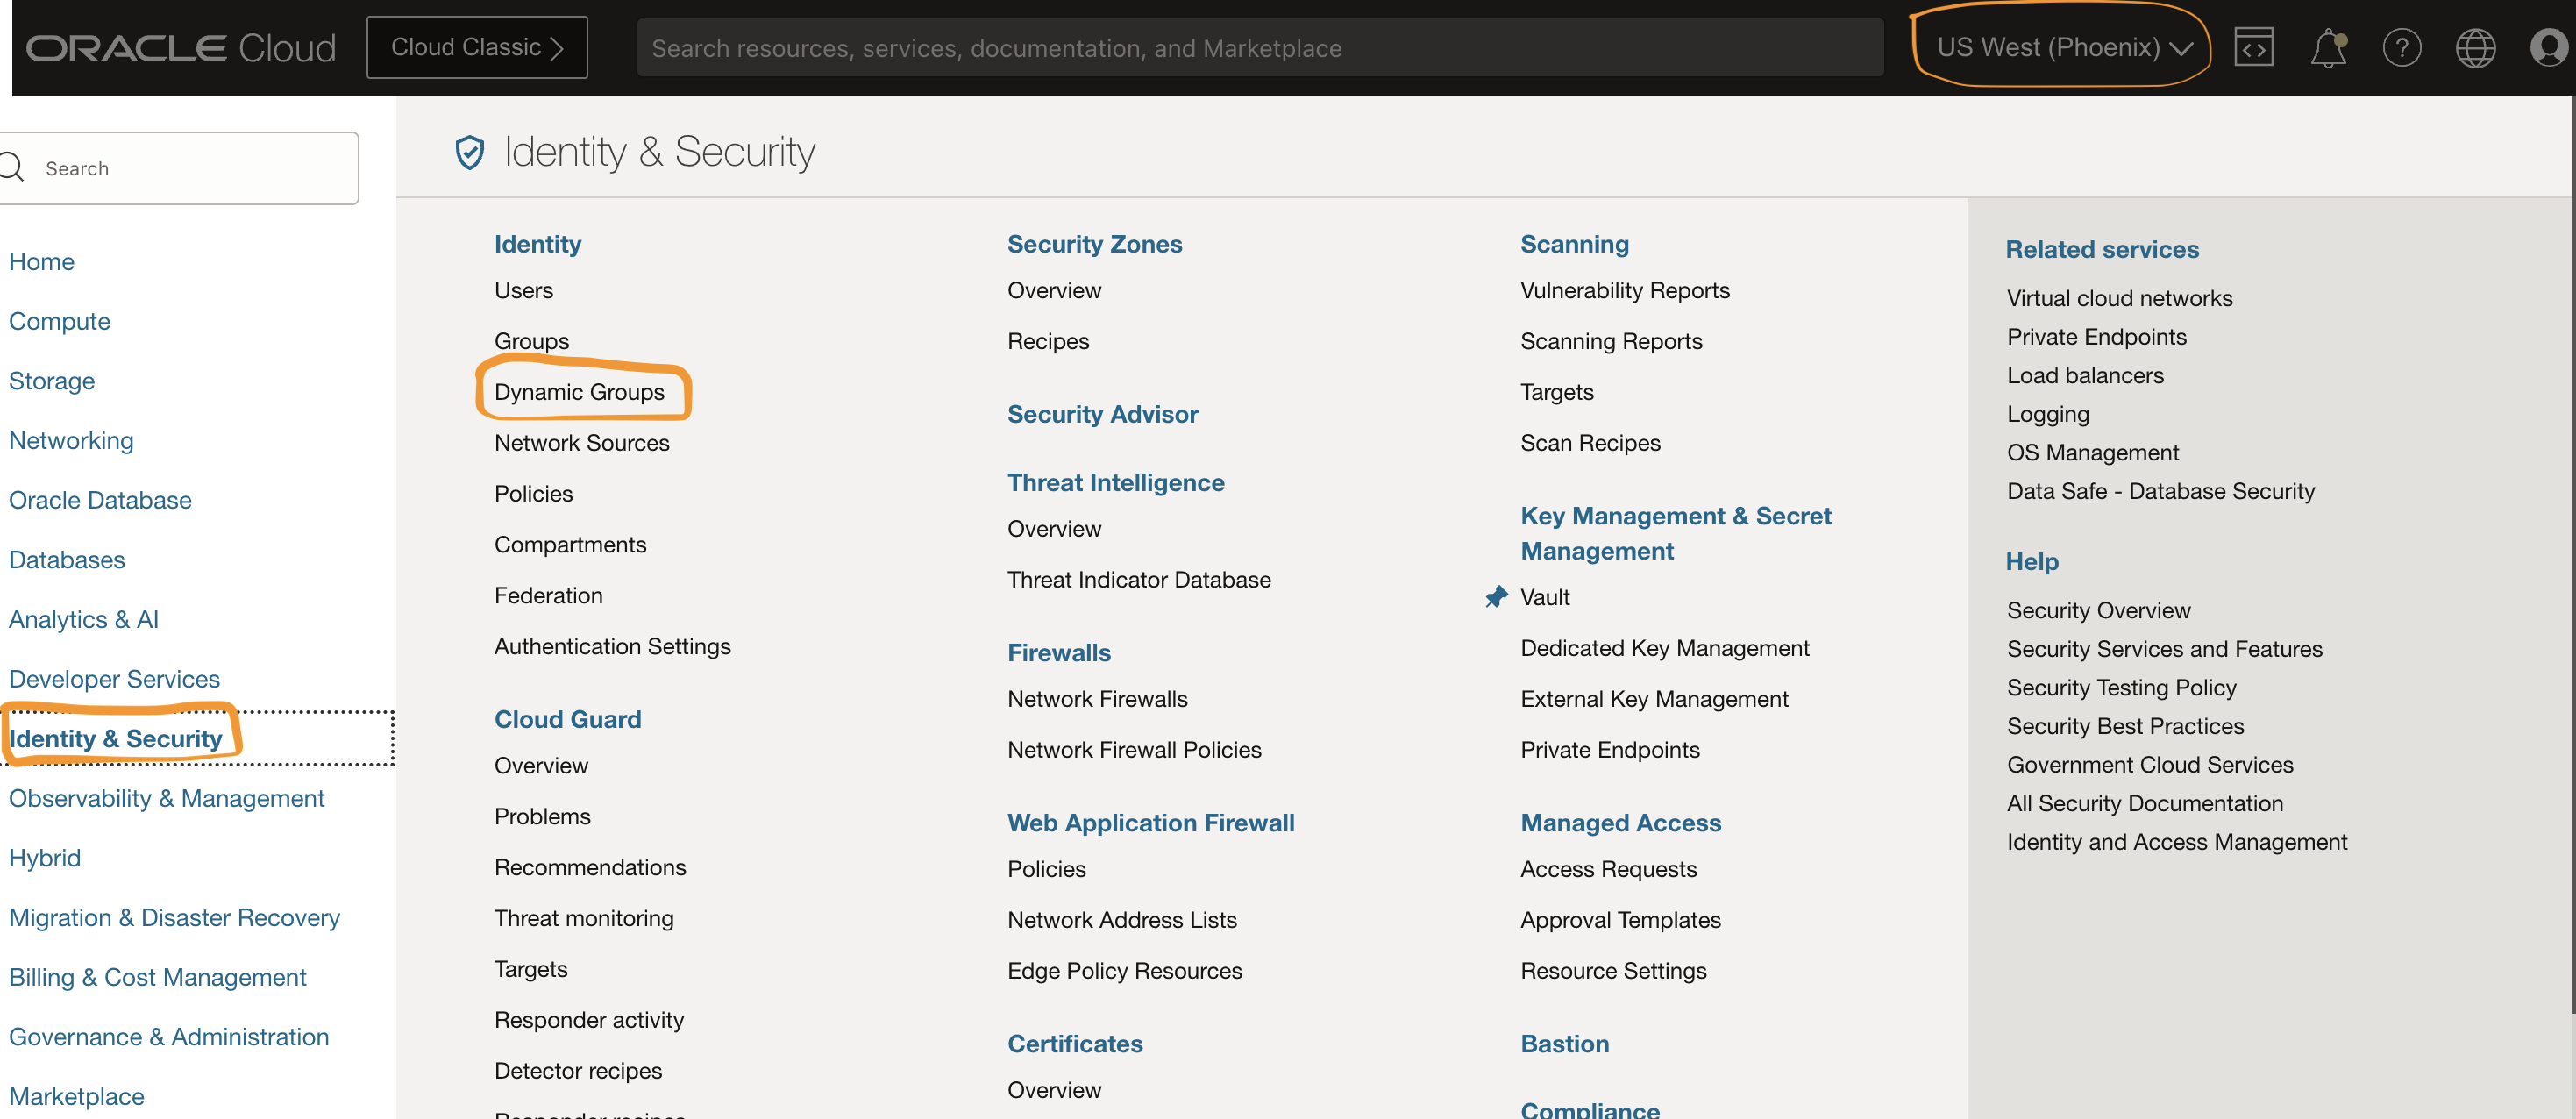 ORACLE Cloud
Cloud Classic
Search resources, services, documentation, and Marketplace
US West (Phoenix)
Search
Home
Compute
Storage
Networking
Oracle Database
Databases
Analytics & AI
Developer Services
Identity & Security
Observability & Management
Hybrid
Migration & Disaster Recovery
Billing & Cost Management
Governance & Administration
Marketplace
Identity & Security
Identity
Users
Groups
Dynamic Groups
Network Sources
Policies
Compartments
Federation
Authentication Settings
Cloud Guard
Overview
Problems
Recommendations
Threat monitoring
Targets
Responder activity
Detector recipes
Responder recipes
Security Zones
Overview
Recipes
Security Advisor
Threat Intelligence
Overview
Threat Indicator Database
Firewalls
Network Firewalls
Network Firewall Policies
Web Application Firewall
Policies
Network Address Lists
Edge Policy Resources
Certificates
Overview
Scanning
Vulnerability Reports
Scanning Reports
Targets
Scan Recipes
Key Management & Secret
Management
Vault
Dedicated Key Management
External Key Management
Private Endpoints
Managed Access
Access Requests
Approval Templates
Resource Settings
Bastion
Compliance
Related services
Virtual cloud networks
Private Endpoints
Load balancers
Logging
OS Management
Data Safe - Database Security
Help
Security Overview
Security Services and Features
Security Testing Policy
Security Best Practices
Government Cloud Services
All Security Documentation
Identity and Access Management